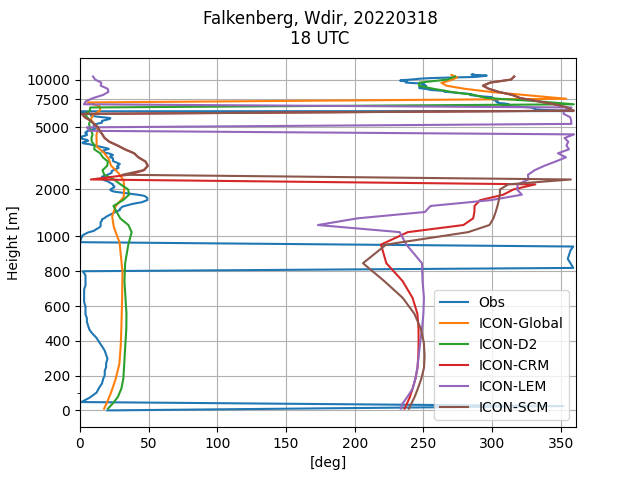 Falkenberg, Wdir, 20220318
18 UTC
Height [m]
10000
7500
5000
2000
1000
800
600
400
200
0
Obs
ICON-Global
ICON-D2
ICON-CRM
ICON-LEM
ICON-SCM
0 50 100 150 200 250 300 350
[deg]